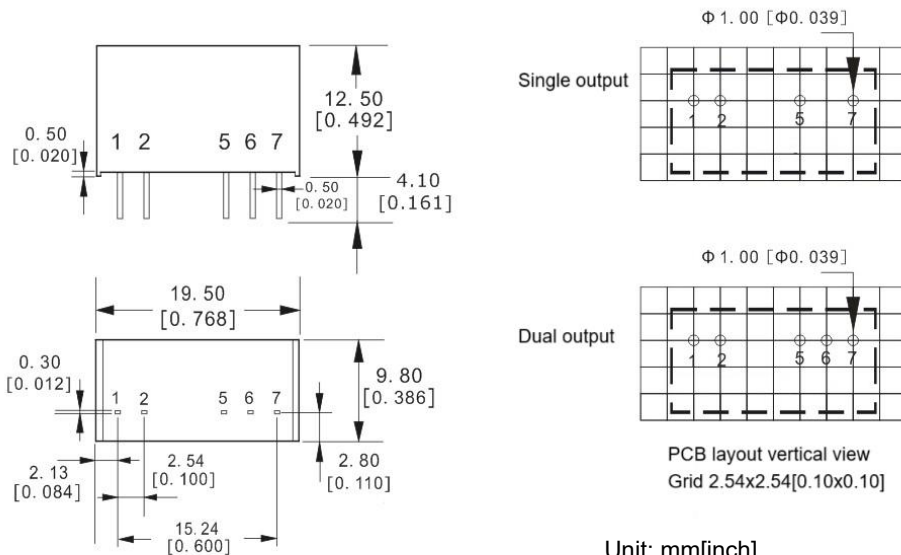 12.50
[0.492]
0.50
[0.020]
1 2 5 6 7
0.50
[0.020]
4.10
[0.161]
19.50
[0.768]
0.30
[0.012]
1 2 5 6 7
9.80
[0.386]
2.13
[0.084]
2.54
[0.100]
2.80
[0.110]
15.24
[0.600]
Φ1.00 [Φ0.039]
Single output
1 2 5 7
Φ1.00 [Φ0.039]
Dual output
1 2 5 6 7
PCB layout vertical view
Grid 2.54x2.54[0.10x0.10]
Unit: mm[inch]